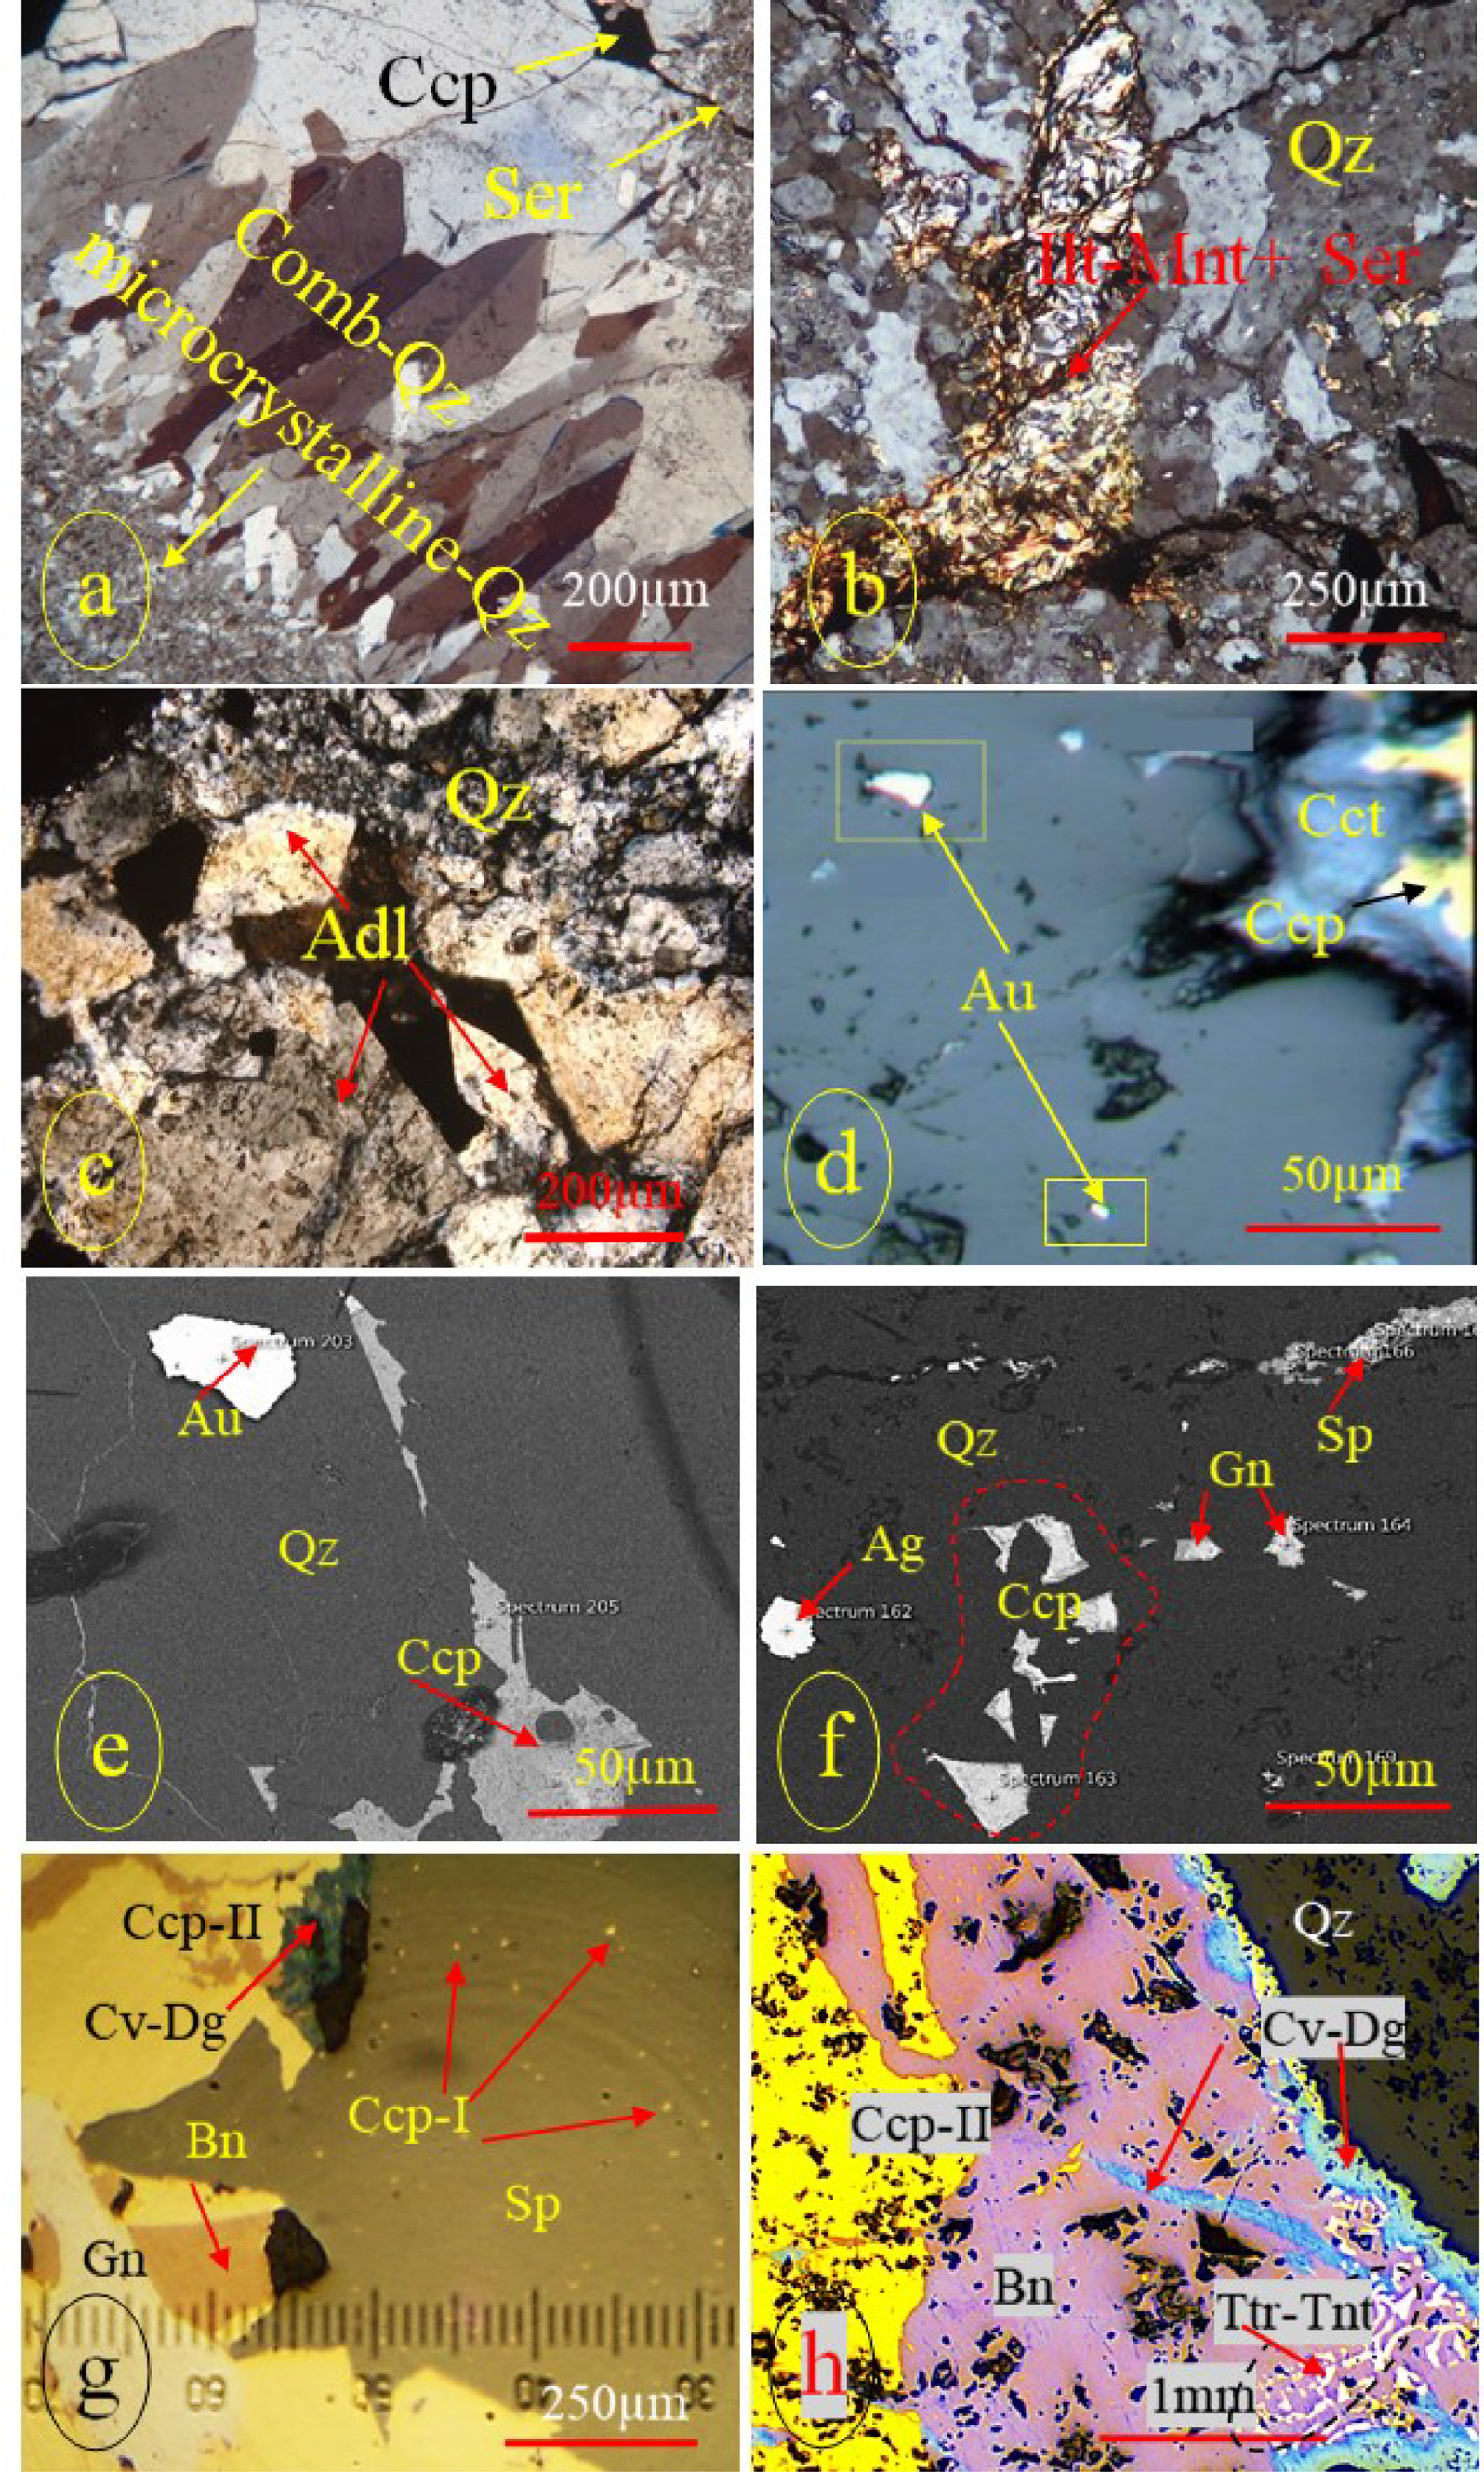 Ccp
Ser
Comb-Qz
microcrystalline-Qz
a
200µm
Qz
Ilt-Mnt+ Ser
b
250µm
Qz
Adl
c
200µm
Cct
Ccp
Au
d
50µm
Spectrum 203
Au
Qz
Spectrum 205
Ccp
e
50µm
Spectrum 166
Sp
Qz
Gn
Spectrum 164
Ag
Ccp
ectrum 162
f
Spectrum 163
Spectrum 169
50µm
Ccp-II
Cv-Dg
Ccp-I
Bn
Sp
Gn
g
60
250µm
Qz
Cv-Dg
Ccp-II
Bn
Ttr-Tnt
h
1mm